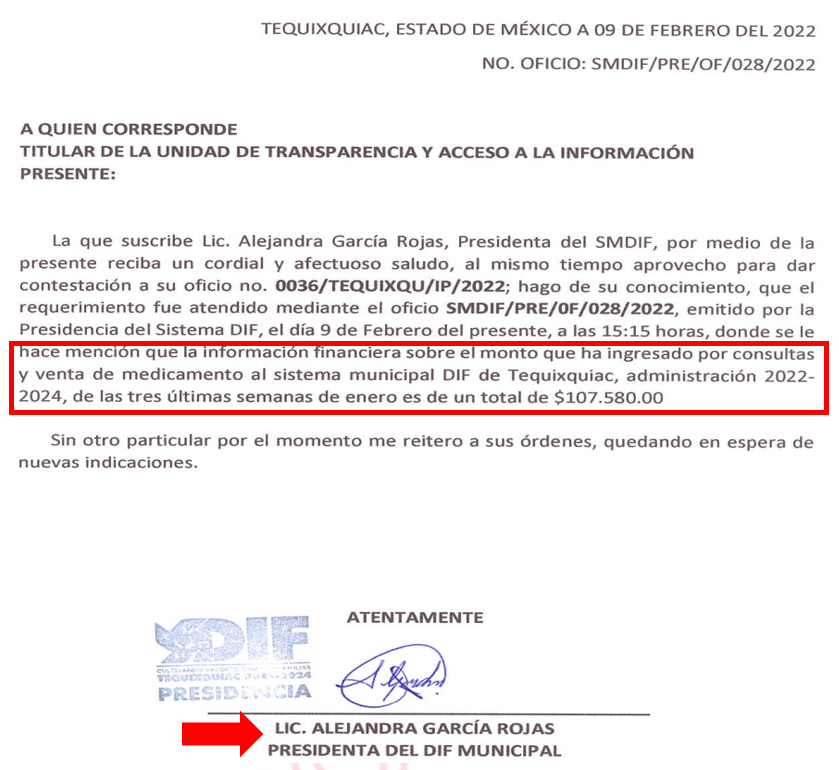 TEQUIXQUIAC, ESTADO DE MÉXICO A 09 DE FEBRERO DEL 2022
NO. OFICIO: SMDIF/PRE/OF/028/2022
A QUIEN CORRESPONDE
TITULAR DE LA UNIDAD DE TRANSPARENCIA Y ACCESO A LA INFORMACIÓN
PRESENTE:
La que suscribe Lic. Alejandra García Rojas, Presidenta del SMDIF, por medio de la
presente reciba un cordial y afectuoso saludo, al mismo tiempo aprovecho para dar
contestación a su oficio no. 0036/TEQUIXQU/IP/2022; hago de su conocimiento, que el
requerimiento fue atendido mediante el oficio SMDIF/PRE/0F/028/2022, emitido por la
Presidencia del Sistema DIF, el día 9 de Febrero del presente, a las 15:15 horas, donde se le
hace mención que la información financiera sobre el monto que ha ingresado por consultas
y venta de medicamento al sistema municipal DIF de Tequixquiac, administración 2022-
2024, de las tres últimas semanas de enero es de un total de $107.580.00
Sin otro particular por el momento me reitero a sus órdenes, quedando en espera de
nuevas indicaciones.
ATENTAMENTE
DIF
TEQUIXQUIAC
PRESIDENCIA
LIC. ALEJANDRA GARCÍA ROJAS
PRESIDENTA DEL DIF MUNICIPAL